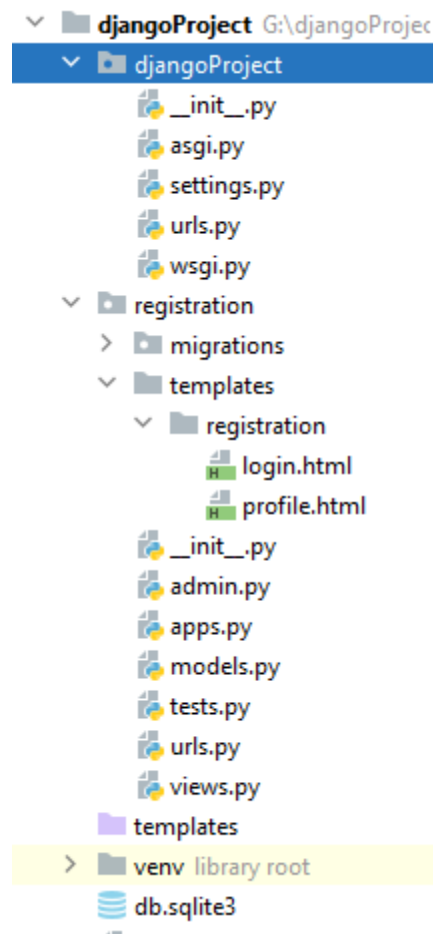 djangoProject G:\djangoProjec
djangoProject
__init__.py
asgi.py
settings.py
urls.py
wsgi.py
registration
migrations
templates
registration
login.html
profile.html
__init__.py
admin.py
apps.py
models.py
tests.py
urls.py
views.py
templates
venv library root
db.sqlite3